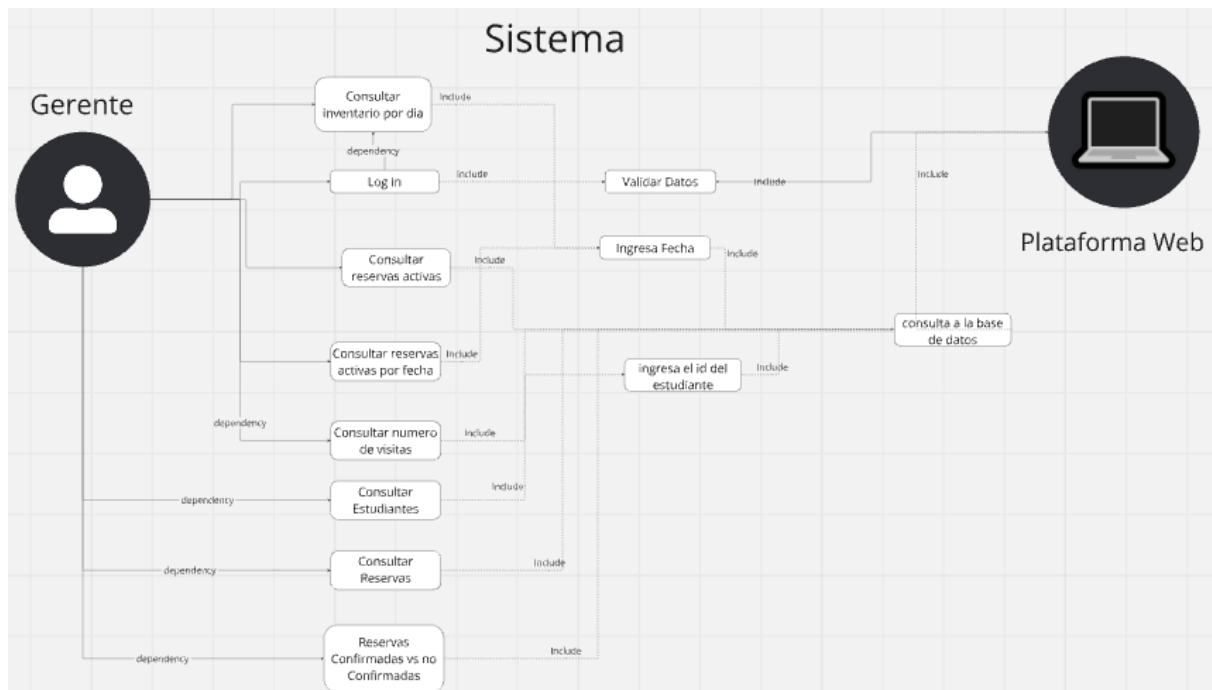 Sistema
Gerente
Consultar
inventario por dia
Include
dependency
Log in
include
Validar Datos
Include
Include
Plataforma Web
Ingresa Fecha
Include
Consultar
reservas activas
Include
consulta a la base
de datos
Consultar reservas
activas por fecha
Include
ingresa el id del
estudiante
Include
dependency
Consultar numero
de visitas
Include
Consultar
Estudiantes
dependency
Include
Consultar
Reservas
dependency
Include
Reservas
Confirmadas vs no
Confirmadas
dependency
Include